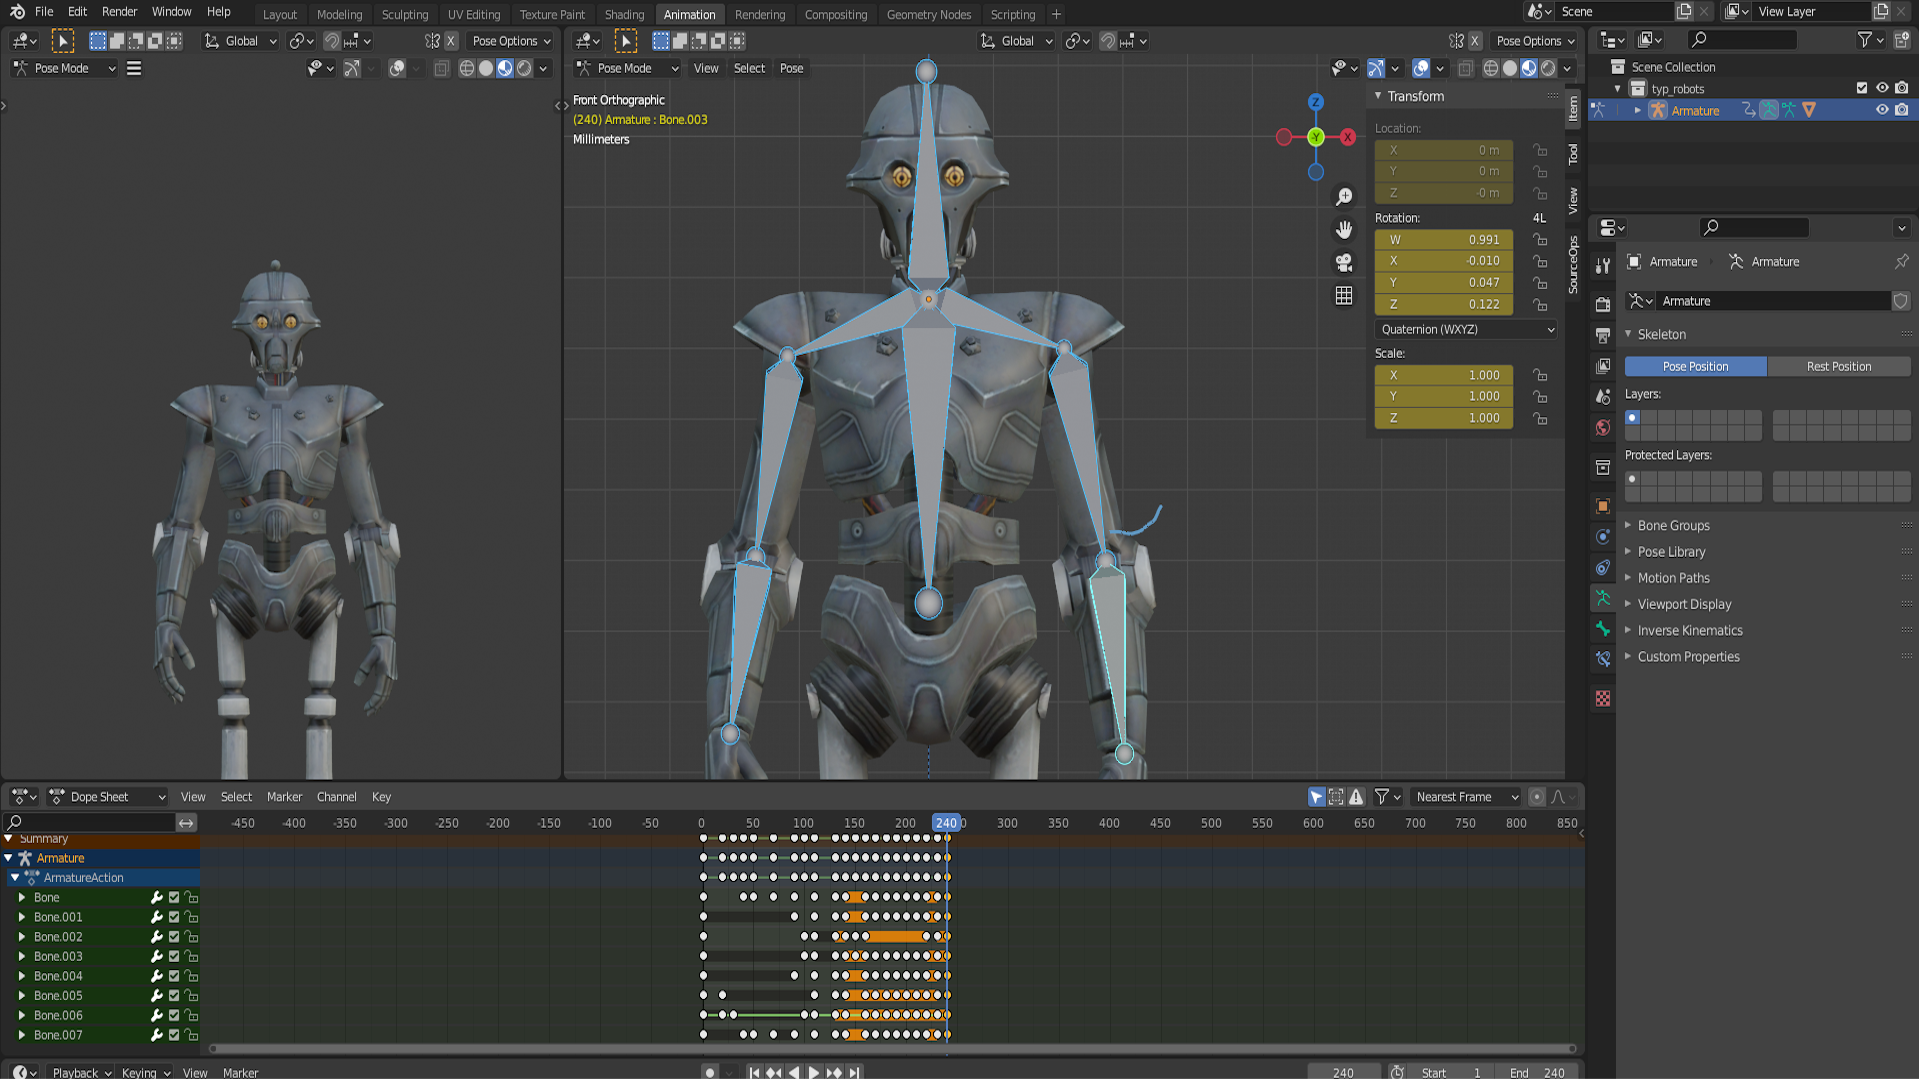 File Edit Render Window Help
Layout Modeling Sculpting UV Editing Texture Paint Shading Animation Rendering Compositing Geometry Nodes Scripting +
Scene
View Layer
Global
X Pose Options
Global
X Pose Options
Pose Mode
Pose Mode View Select Pose
Scene Collection
typ_robots
Armature
Front Orthographic
(240) Armature : Bone.003
Millimeters
Z
Y
X
Transform
Location:
X 0 m
Y 0 m
Z -0 m
Rotation: 4L
W 0.991
X -0.010
Y 0.047
Z 0.122
Quaternion (WXYZ)
Scale:
X 1.000
Y 1.000
Z 1.000
Item
Tool
View
SourceOps
Armature Armature
Armature
Skeleton
Pose Position Rest Position
Layers:
Protected Layers:
Bone Groups
Pose Library
Motion Paths
Viewport Display
Inverse Kinematics
Custom Properties
Dope Sheet View Select Marker Channel Key
Nearest Frame
-450 -400 -350 -300 -250 -200 -150 -100 -50 0 50 100 150 200 240 0 300 350 400 450 500 550 600 650 700 750 800 850
Summary
Armature
ArmatureAction
Bone
Bone.001
Bone.002
Bone.003
Bone.004
Bone.005
Bone.006
Bone.007
Playback Keying View Marker
240 Start 1 End 240